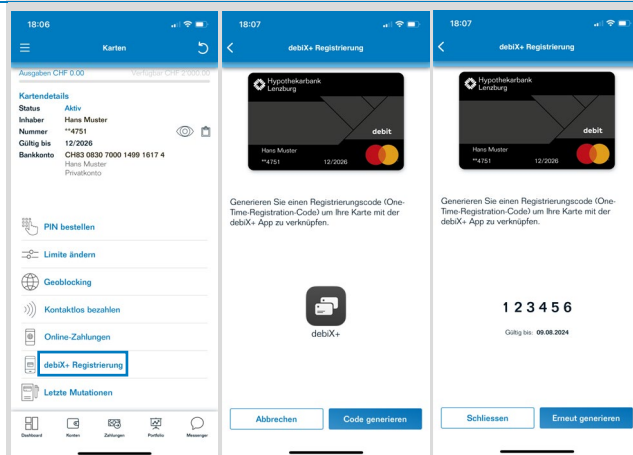 18:06
Karten
Ausgaben CHF 0.00 Verfügbar CHF 2'000.00
Kartendetails
Status Aktiv
Inhaber Hans Muster
Nummer **4751
Gültig bis 12/2026
Bankkonto CH83 0830 7000 1499 1617 4
Hans Muster
Privatkonto
PIN bestellen
Limite ändern
Geoblocking
Kontaktlos bezahlen
Online-Zahlungen
debiX+ Registrierung
Letzte Mutationen
Dashboard Karten Zahlungen Portfolio Messenger
18:07
debiX+ Registrierung
Hypothekarbank
Lenzburg
debit
Hans Muster
**4751 12/2026
Generieren Sie einen Registrierungscode (One-
Time-Registration-Code) um Ihre Karte mit der
debiX+ App zu verknüpfen.
debiX+
Abbrechen Code generieren
18:07
debiX+ Registrierung
Hypothekarbank
Lenzburg
debit
Hans Muster
**4751 12/2026
Generieren Sie einen Registrierungscode (One-
Time-Registration-Code) um Ihre Karte mit der
debiX+ App zu verknüpfen.
123456
Gültig bis: 09.08.2024
Schliessen Erneut generieren